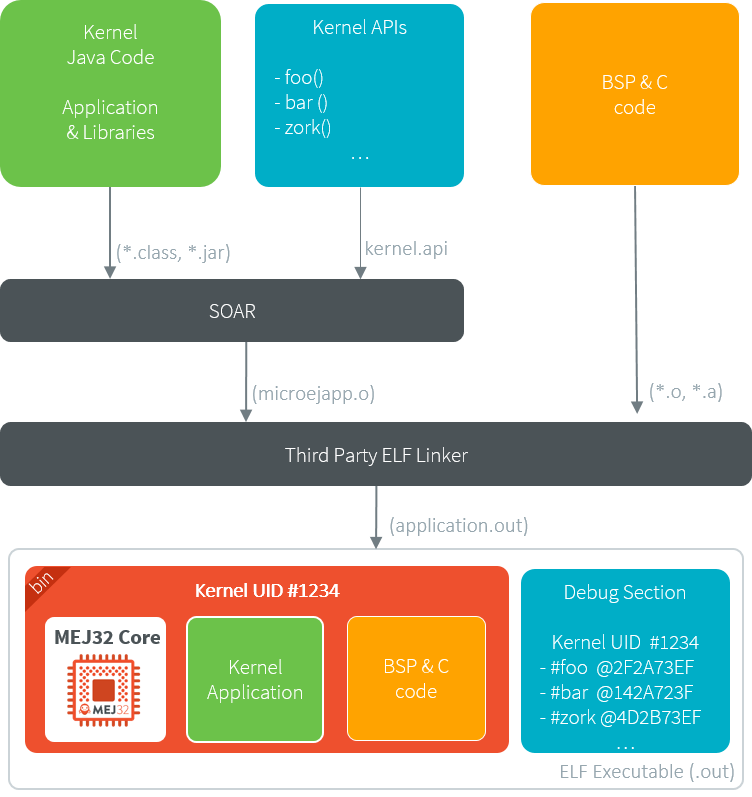 Kernel
Java Code
Application
& Libraries
Kernel APIs
- foo()
- bar ()
- zork()
...
BSP & C
code
(*.class, *.jar)
kernel.api
SOAR
(microejapp.o)
(*.o, *.a)
Third Party ELF Linker
(application.out)
bin
Kernel UID #1234
MEJ32 Core
MEJ32
Kernel
Application
BSP & C
code
Debug Section
Kernel UID #1234
- #foo @2F2A73EF
- #bar @142A723F
- #zork @4D2B73EF
...
ELF Executable (.out)